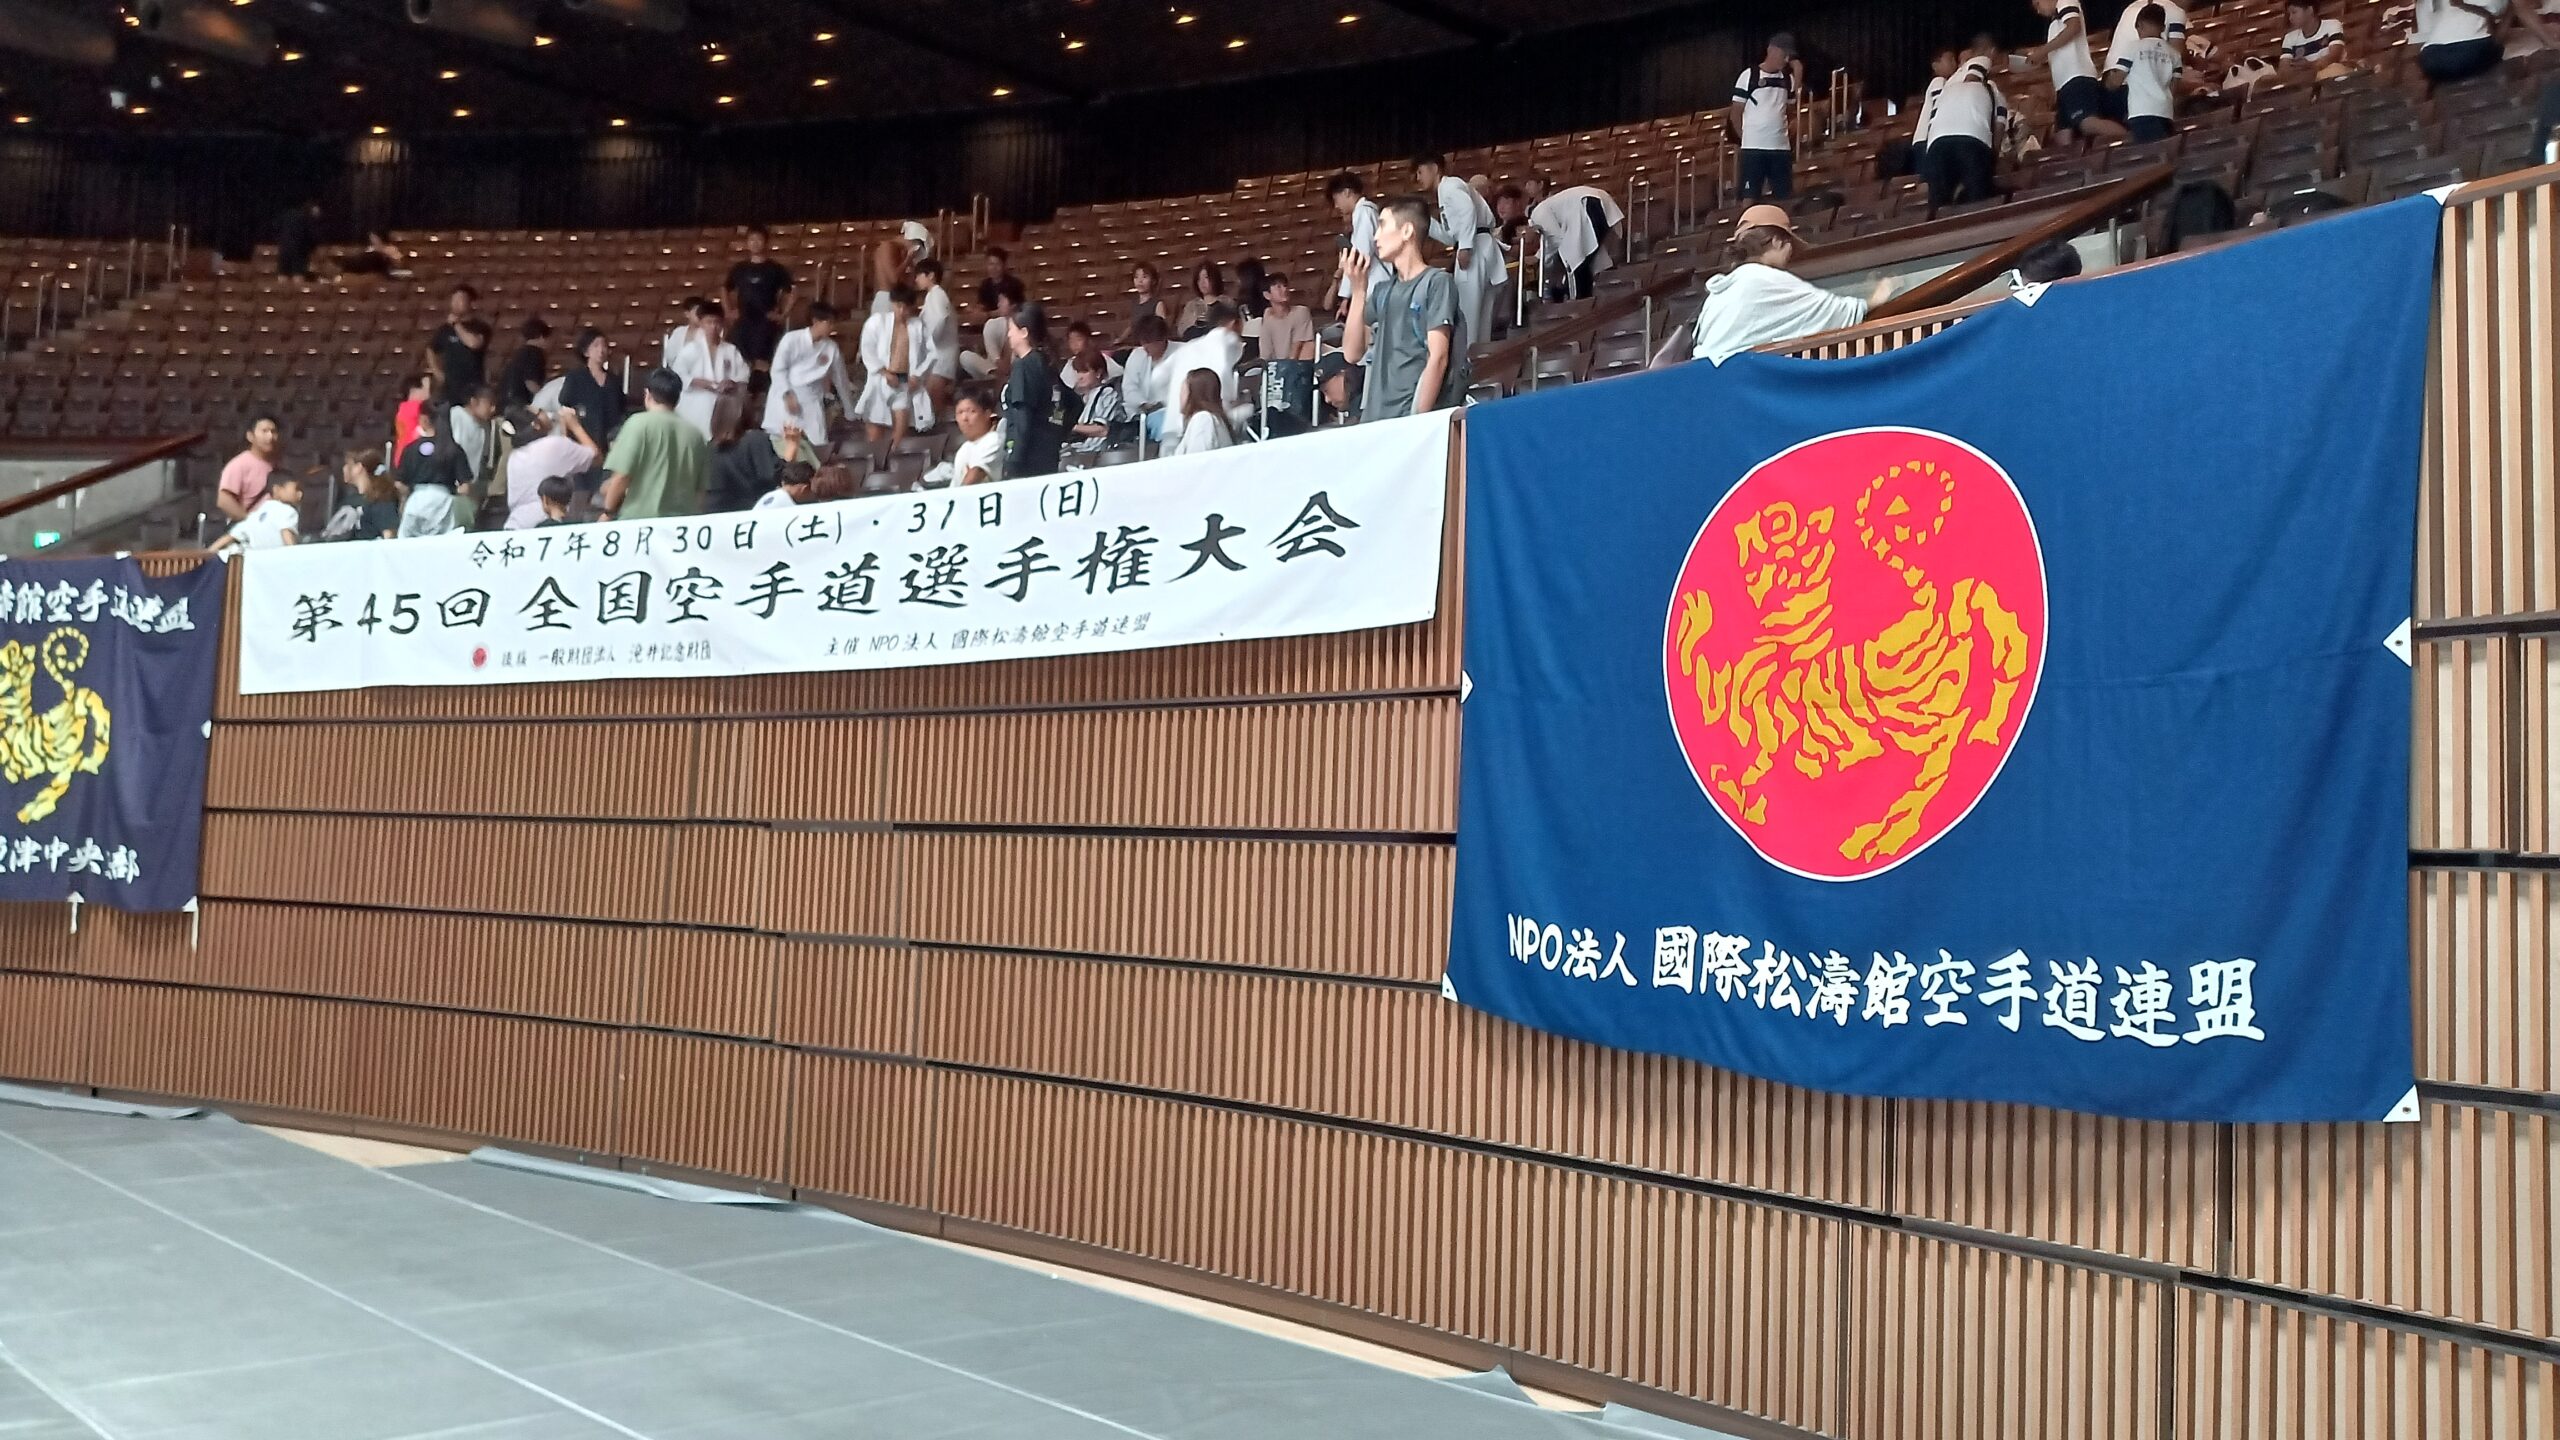 館空手道連盟
津中央部
令和7年8月30日(土)・31日(日)
第45回全国空手道選手権大会
後援 一般財団法人 滝井記念財団
主催 NPO法人 國際松濤館空手道連盟
NPO法人 國際松濤館空手道連盟